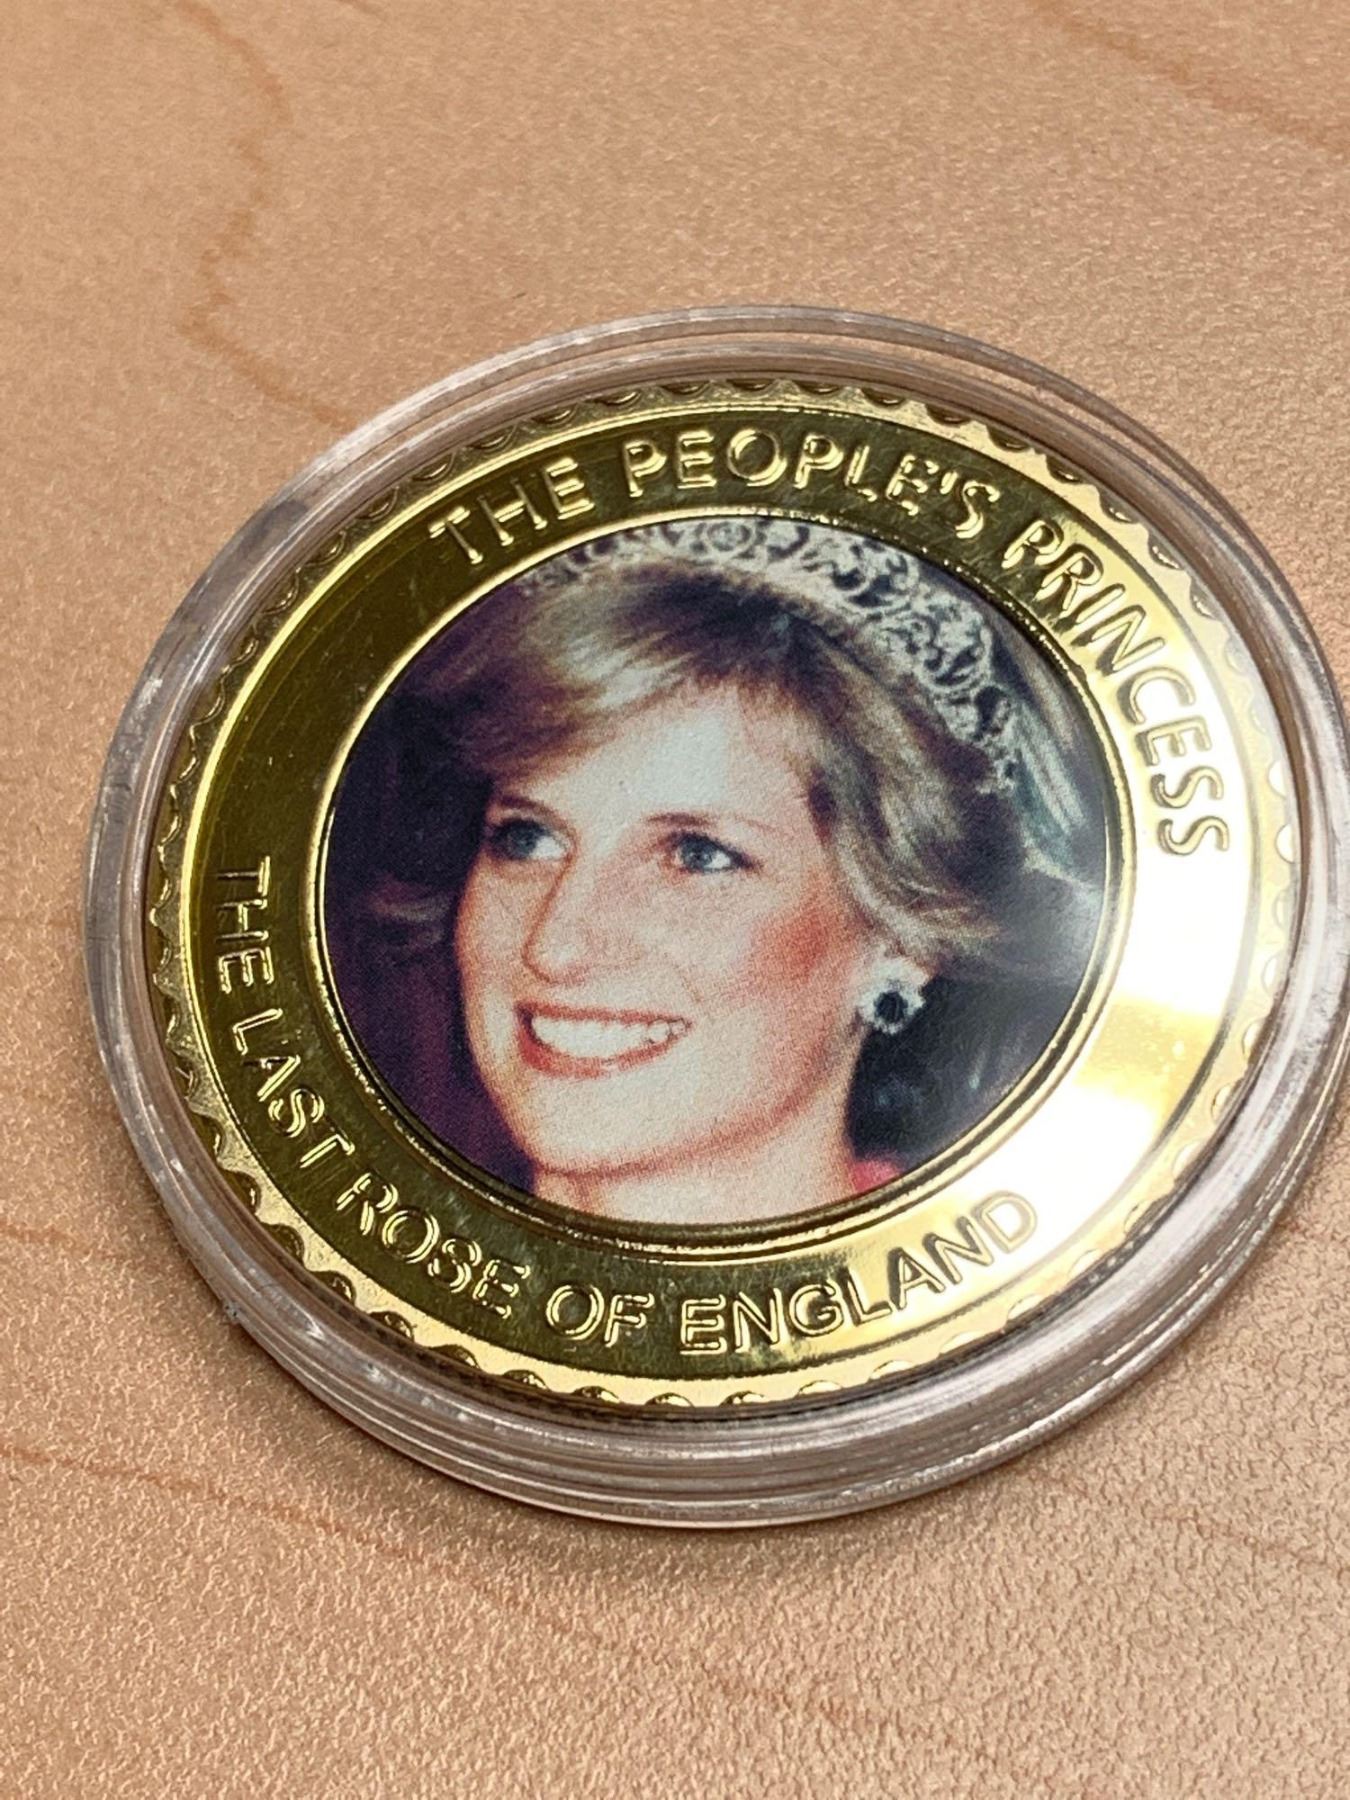 THE PEOPLE'S PRINCESS
THE LAST ROSE OF ENGLAND